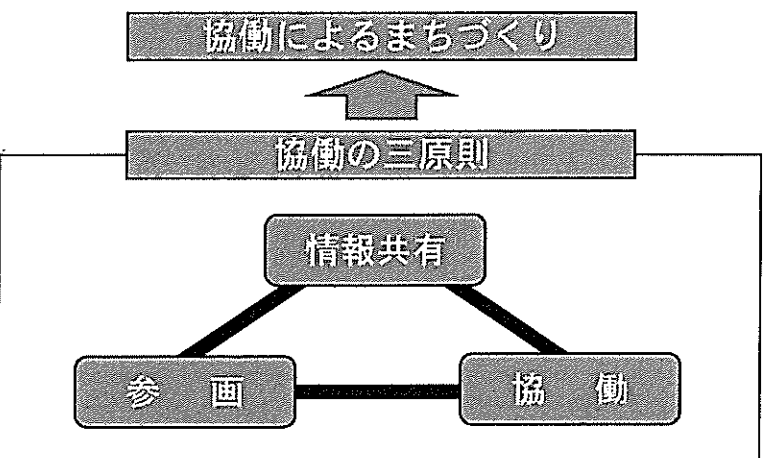 協働によるまちづくり
協働の三原則
情報共有
参　画
協　働